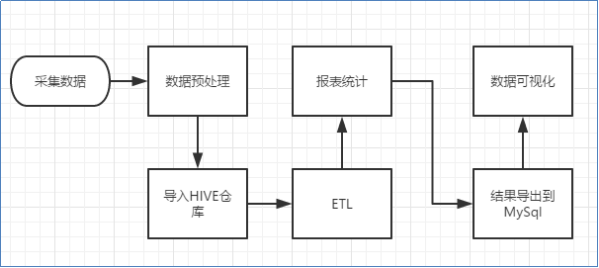 采集数据
数据预处理
报表统计
数据可视化
导入HIVE仓
库
ETL
结果导出到
MySql